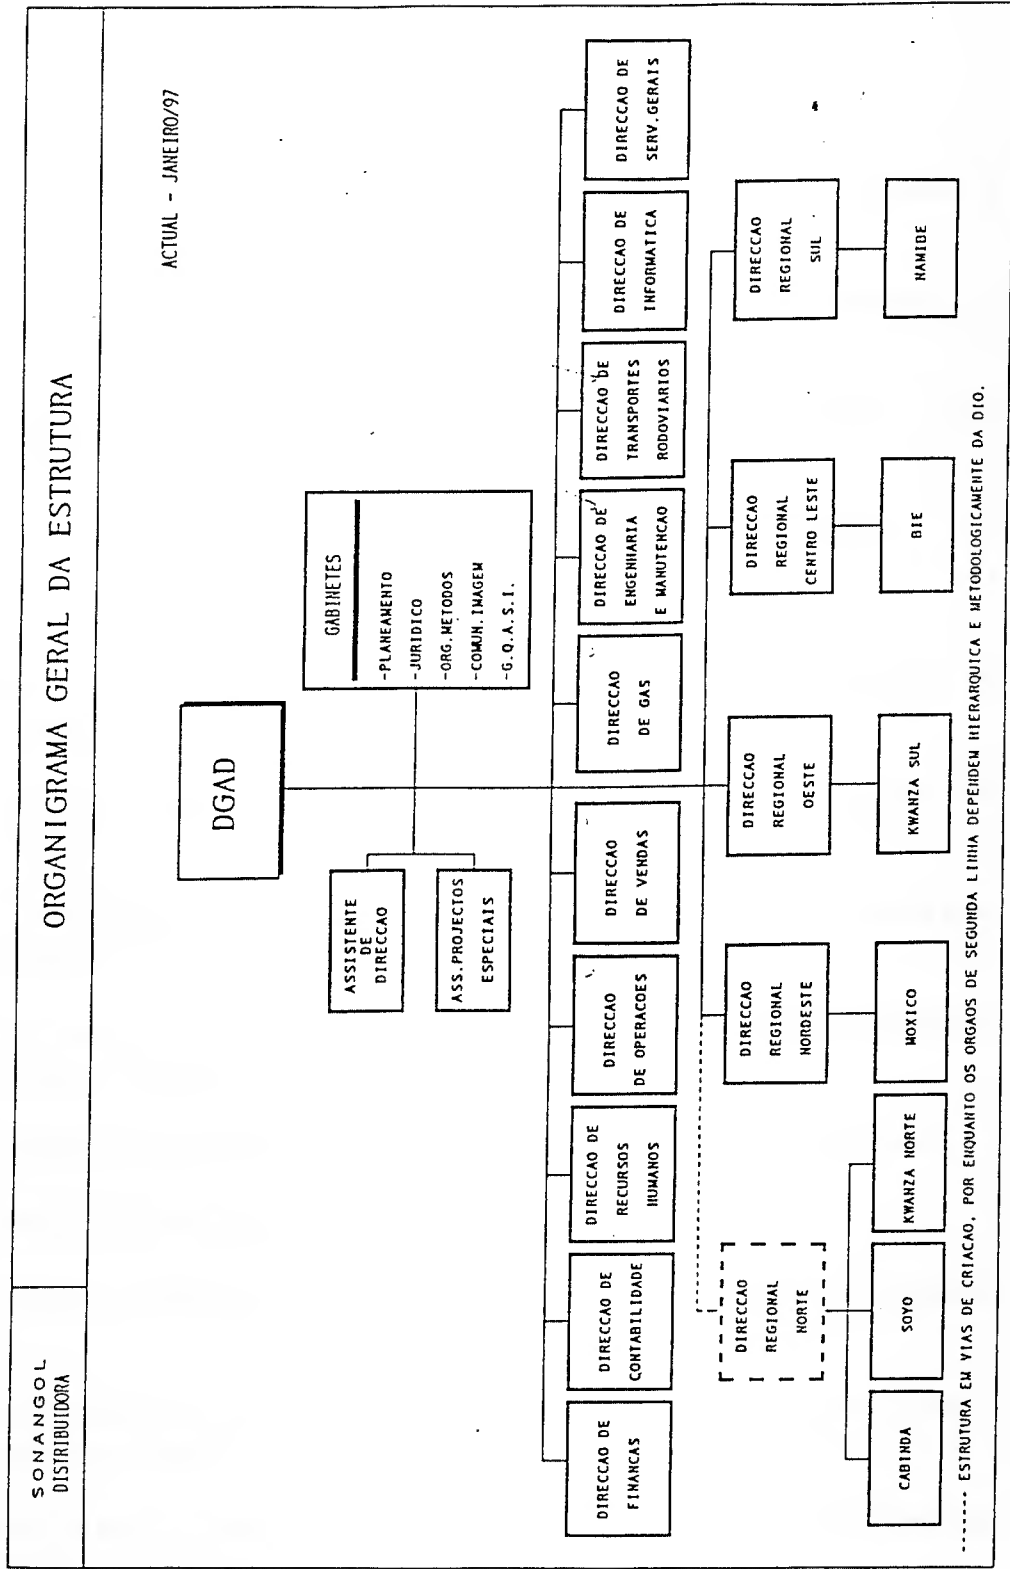 SONANGOL
DISTRIBUIDORA
ORGANIGRAMA GERAL DA ESTRUTURA
ACTUAL - JANEIRO/97
DGAD
GABINETES
-PLANEAMENTO
-JURIDICO
-ORG.METODOS
-COMUN.IMAGEM
-G.Q.A.S.I.
ASSISTENTE
DE
DIRECCAO
ASS.PROJECTOS
ESPECIAIS
DIRECCAO DE
FINANCAS
DIRECCAO DE
CONTABILIDADE
DIRECCAO DE
RECURSOS
HUMANOS
DIRECCAO
DE OPERACOES
DIRECCAO
DE VENDAS
DIRECCAO
DE GAS
DIRECCAO DE
ENGENHARIA
E MANUTENCAO
DIRECCAO DE
TRANSPORTES
RODOVIARIOS
DIRECCAO DE
INFORMATICA
DIRECCAO DE
SERV.GERAIS
DIRECCAO
REGIONAL
NORTE
DIRECCAO
REGIONAL
NORDESTE
DIRECCAO
REGIONAL
OESTE
DIRECCAO
REGIONAL
CENTRO LESTE
DIRECCAO
REGIONAL
SUL
CABINDA
SOYO
KWANZA NORTE
MOXICO
KWANZA SUL
BIE
NAMIBE
------ ESTRUTURA EM VIAS DE CRIACAO, POR ENQUANTO OS ORGAOS DE SEGUNDA LINHA DEPENDEM HIERARQUICA E METODOLOGICAMENTE DA DIO.